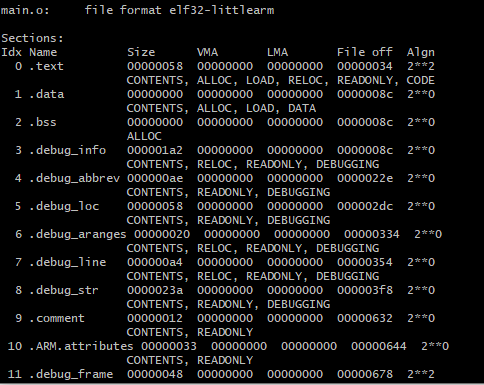 main.o:     file format elf32-littlearm
Sections:
Idx Name          Size      VMA       LMA       File off  Algn
  0 .text         00000058  00000000  00000000  00000034  2**2
                  CONTENTS, ALLOC, LOAD, RELOC, READONLY, CODE
  1 .data         00000000  00000000  00000000  0000008c  2**0
                  CONTENTS, ALLOC, LOAD, DATA
  2 .bss          00000000  00000000  00000000  0000008c  2**0
                  ALLOC
  3 .debug_info   000001a2  00000000  00000000  0000008c  2**0
                  CONTENTS, RELOC, READONLY, DEBUGGING
  4 .debug_abbrev 000000ae  00000000  00000000  0000022e  2**0
                  CONTENTS, READONLY, DEBUGGING
  5 .debug_loc    00000058  00000000  00000000  000002dc  2**0
                  CONTENTS, READONLY, DEBUGGING
  6 .debug_aranges 00000020  00000000  00000000  00000334  2**0
                  CONTENTS, RELOC, READONLY, DEBUGGING
  7 .debug_line   000000a4  00000000  00000000  00000354  2**0
                  CONTENTS, RELOC, READONLY, DEBUGGING
  8 .debug_str    0000023a  00000000  00000000  000003f8  2**0
                  CONTENTS, READONLY, DEBUGGING
  9 .comment      00000012  00000000  00000000  00000632  2**0
                  CONTENTS, READONLY
 10 .ARM.attributes 00000033  00000000  00000000  00000644  2**0
                  CONTENTS, READONLY
 11 .debug_frame  00000048  00000000  00000000  00000678  2**2